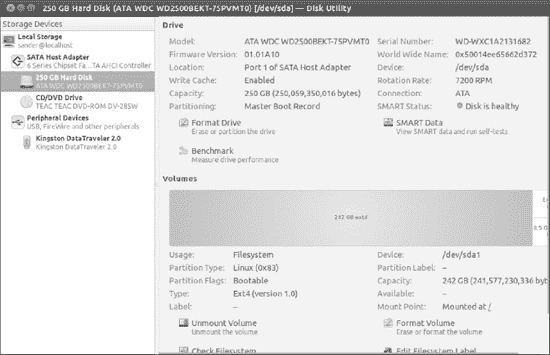 250 GB Hard Disk (ATA WDC WD2500BEKT-75PVMT0) [/dev/sda] — Disk Utility
Storage Devices
Local Storage
sander@localhost
SATA Host Adapter
6 Series Chipset Fa...TA AHCI Controller
250 GB Hard Disk
ATA WDC WD2500BEKT-75PVMT0
CD/DVD Drive
TEAC TEAC DVD-ROM DV-28SW
Peripheral Devices
USB, FireWire and other peripherals
Kingston DataTraveler 2.0
Kingston DataTraveler 2.0
Drive
Model: ATA WDC WD2500BEKT-75PVMT0 Serial Number: WD-WXC1A2131682
Firmware Version: 01.01A10 World Wide Name: 0x50014ee65662d372
Location: Port 1 of SATA Host Adapter Device: /dev/sda
Write Cache: Enabled Rotation Rate: 7200 RPM
Capacity: 250 GB (250,059,350,016 bytes) Connection: ATA
Partitioning: Master Boot Record SMART Status: Disk is healthy
Format Drive SMART Data
Erase or partition the drive View SMART data and run self-tests
Benchmark
Measure drive performance
Volumes
242 GB ext4
8.5 G
Usage: Filesystem Device: /dev/sda1
Partition Type: Linux (0x83) Partition Label: –
Partition Flags: Bootable Capacity: 242 GB (241,577,230,336 byt
Type: Ext4 (version 1.0) Available: –
Label: – Mount Point: Mounted at /
Unmount Volume Format Volume
Unmount the volume Erase or format the volume
Check Filesystem Edit Filesystem Label